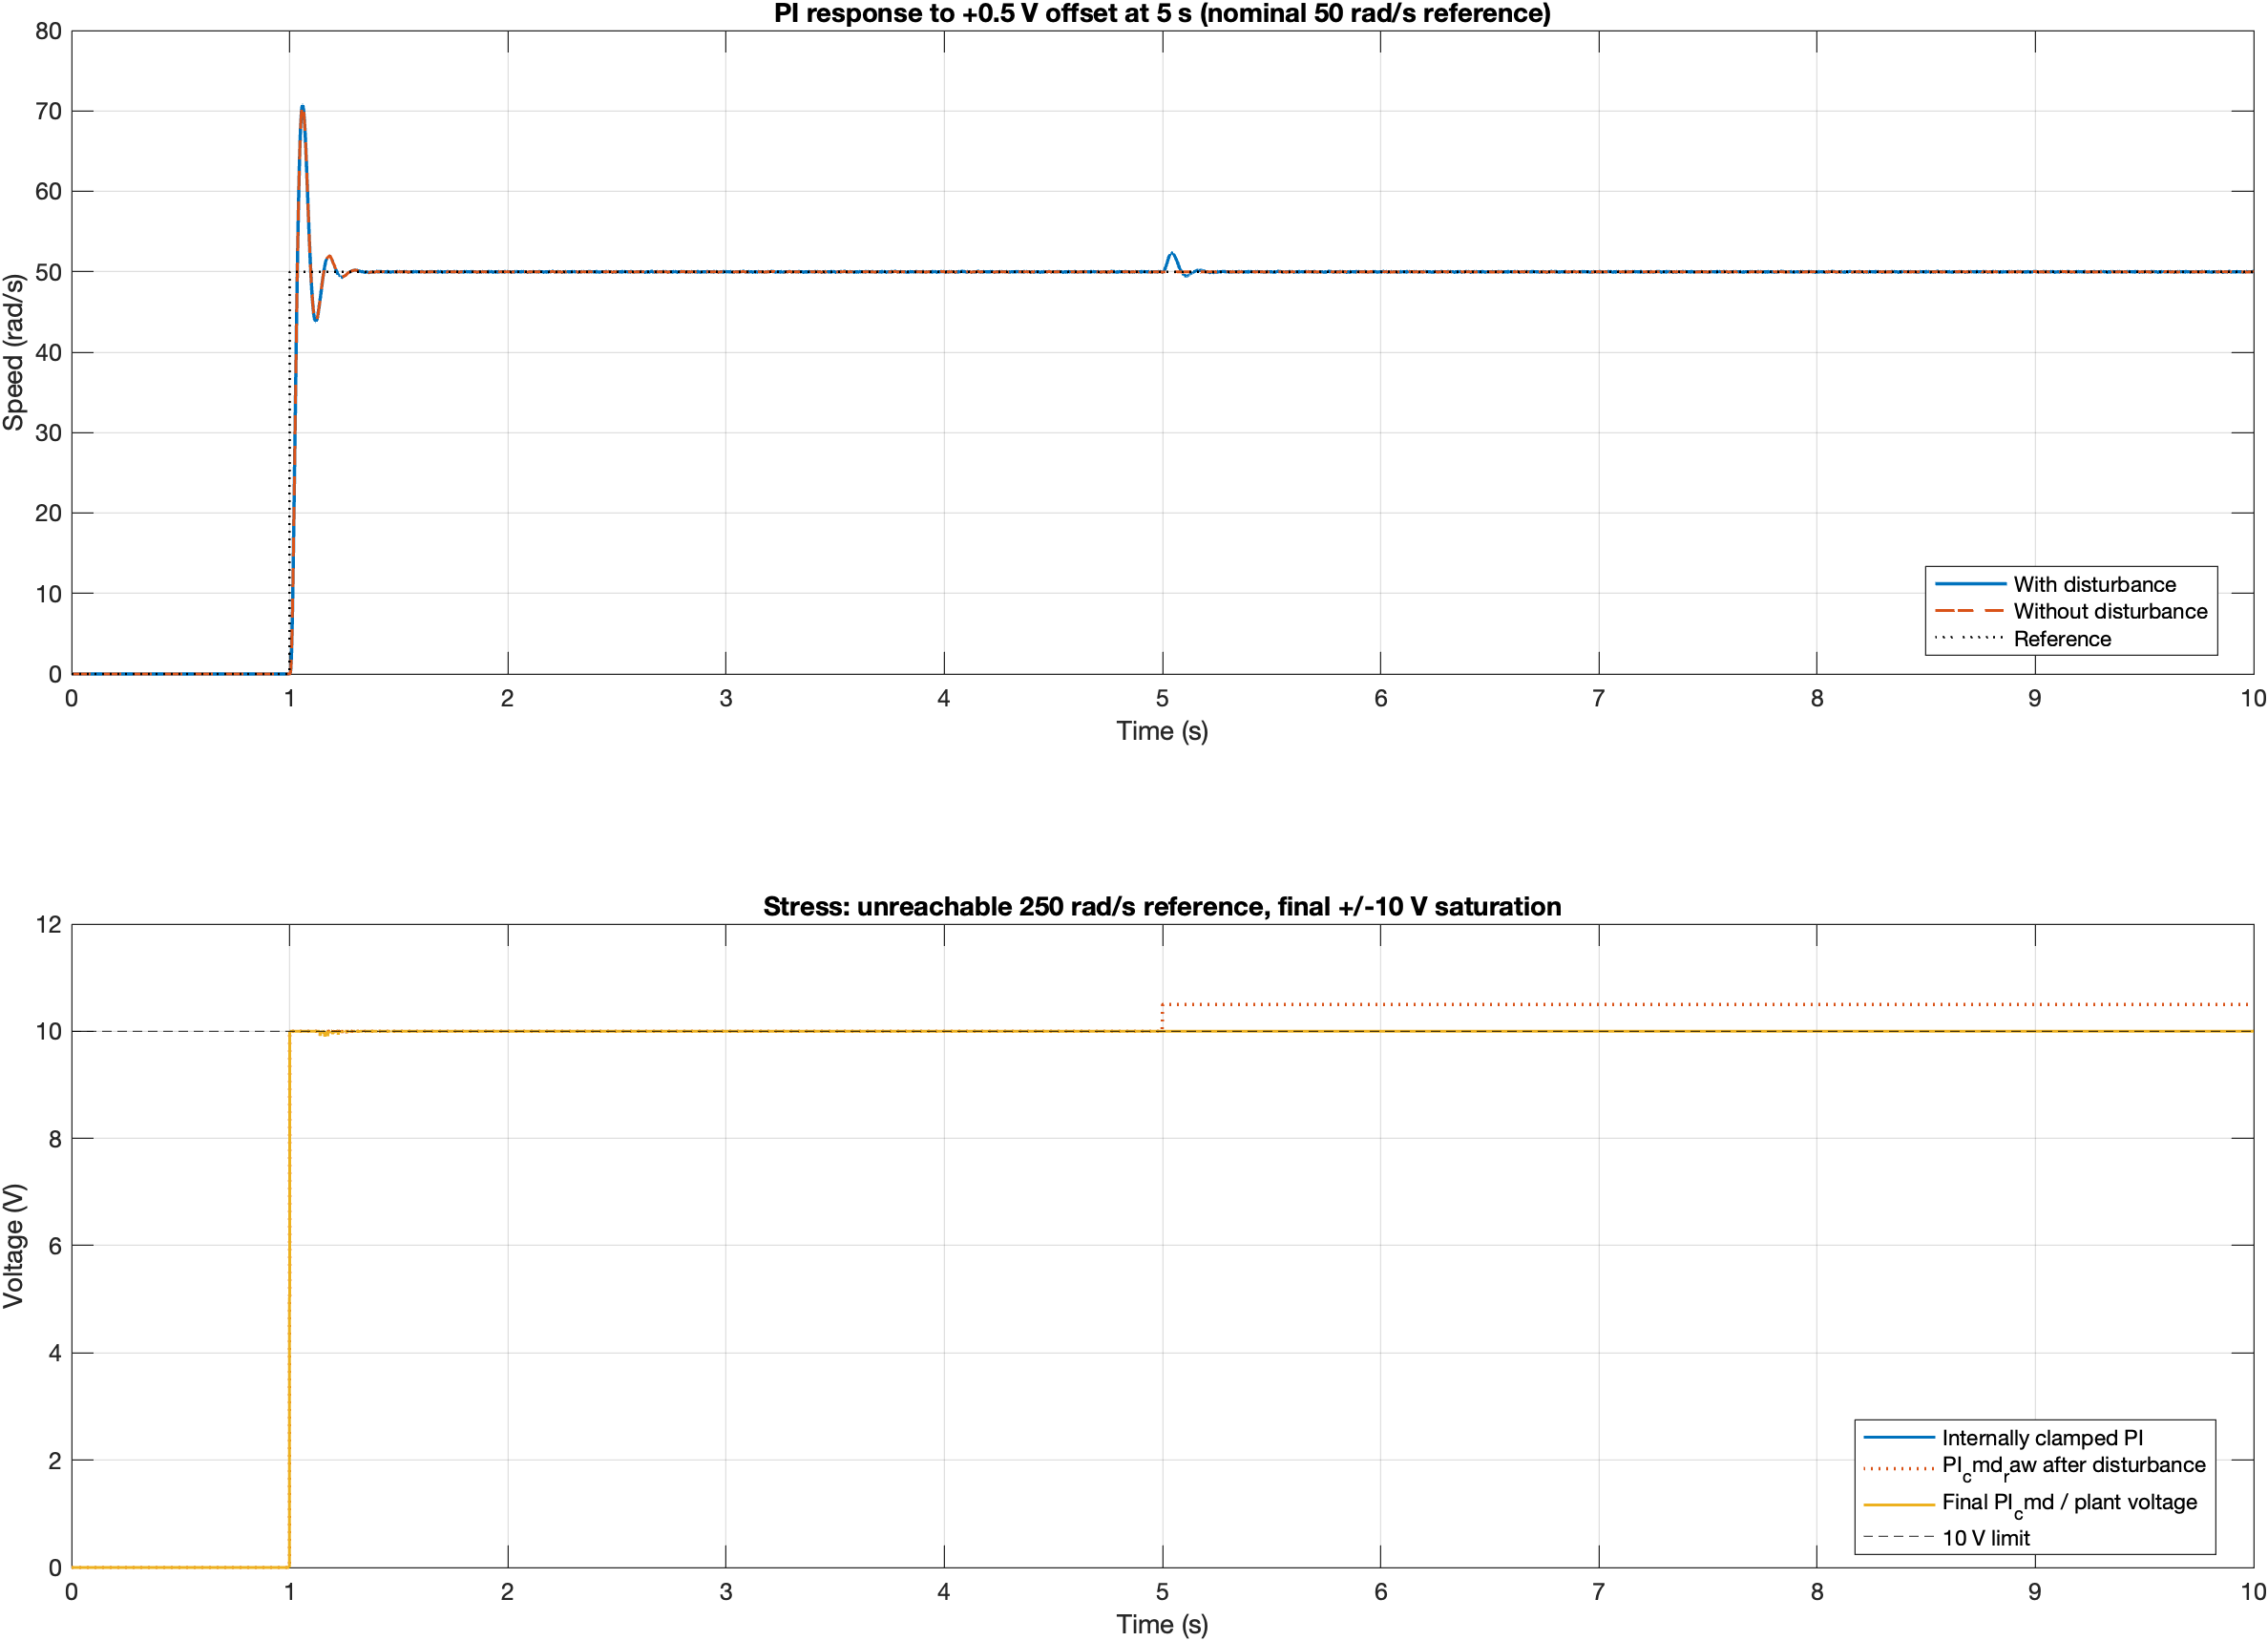 PI response to +0.5 V offset at 5 s (nominal 50 rad/s reference)
80
70
60
50
40
30
20
10
0
Speed (rad/s)
0 1 2 3 4 5 6 7 8 9 10
Time (s)
With disturbance
Without disturbance
Reference
Stress: unreachable 250 rad/s reference, final +/-10 V saturation
12
10
8
6
4
2
0
Voltage (V)
0 1 2 3 4 5 6 7 8 9 10
Time (s)
Internally clamped PI
PIcmdraw after disturbance
Final PIcmd / plant voltage
10 V limit